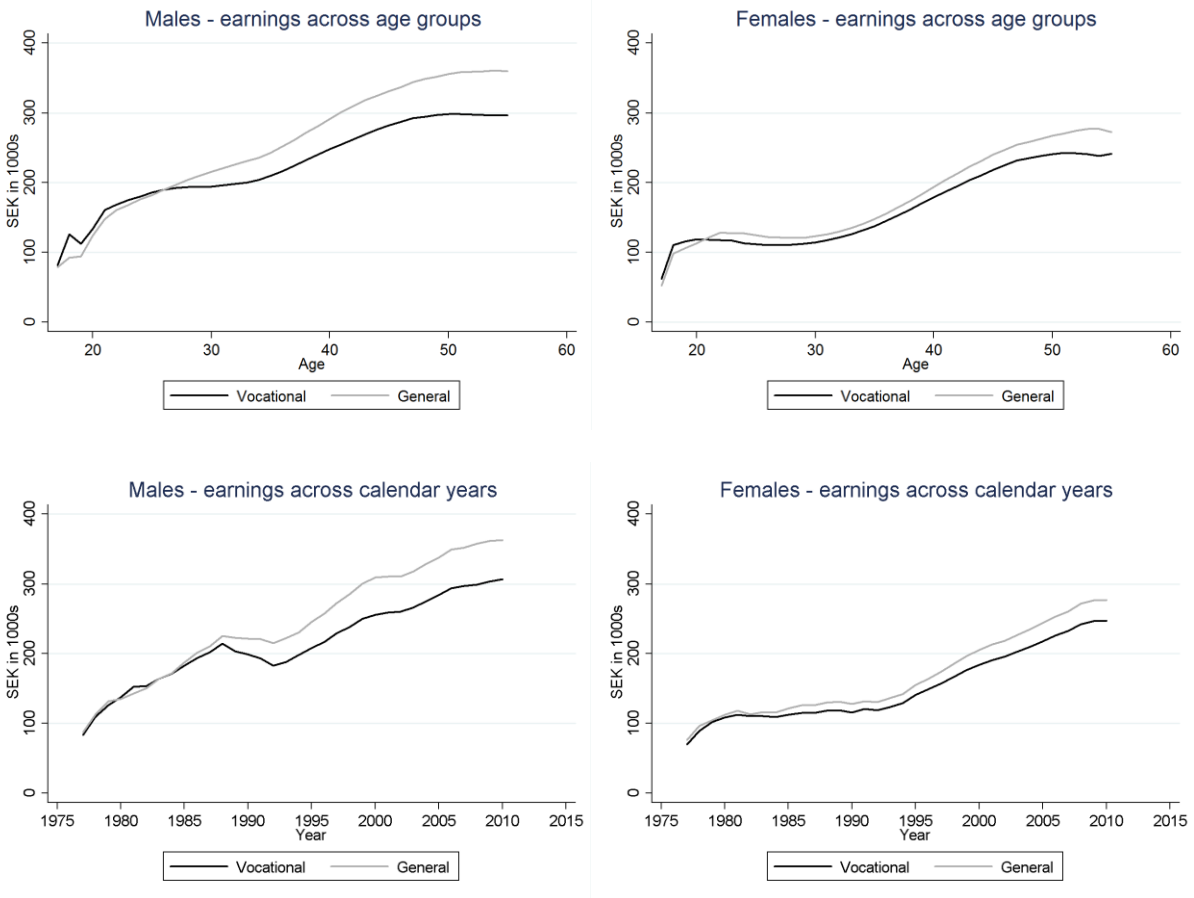 Males - earnings across age groups
SEK in 1000s
400
300
200
100
0
20 30 40 50 60
Age
Vocational General
Females - earnings across age groups
SEK in 1000s
400
300
200
100
0
20 30 40 50 60
Age
Vocational General
Males - earnings across calendar years
SEK in 1000s
400
300
200
100
0
1975 1980 1985 1990 1995 2000 2005 2010 2015
Year
Vocational General
Females - earnings across calendar years
SEK in 1000s
400
300
200
100
0
1975 1980 1985 1990 1995 2000 2005 2010 2015
Year
Vocational General